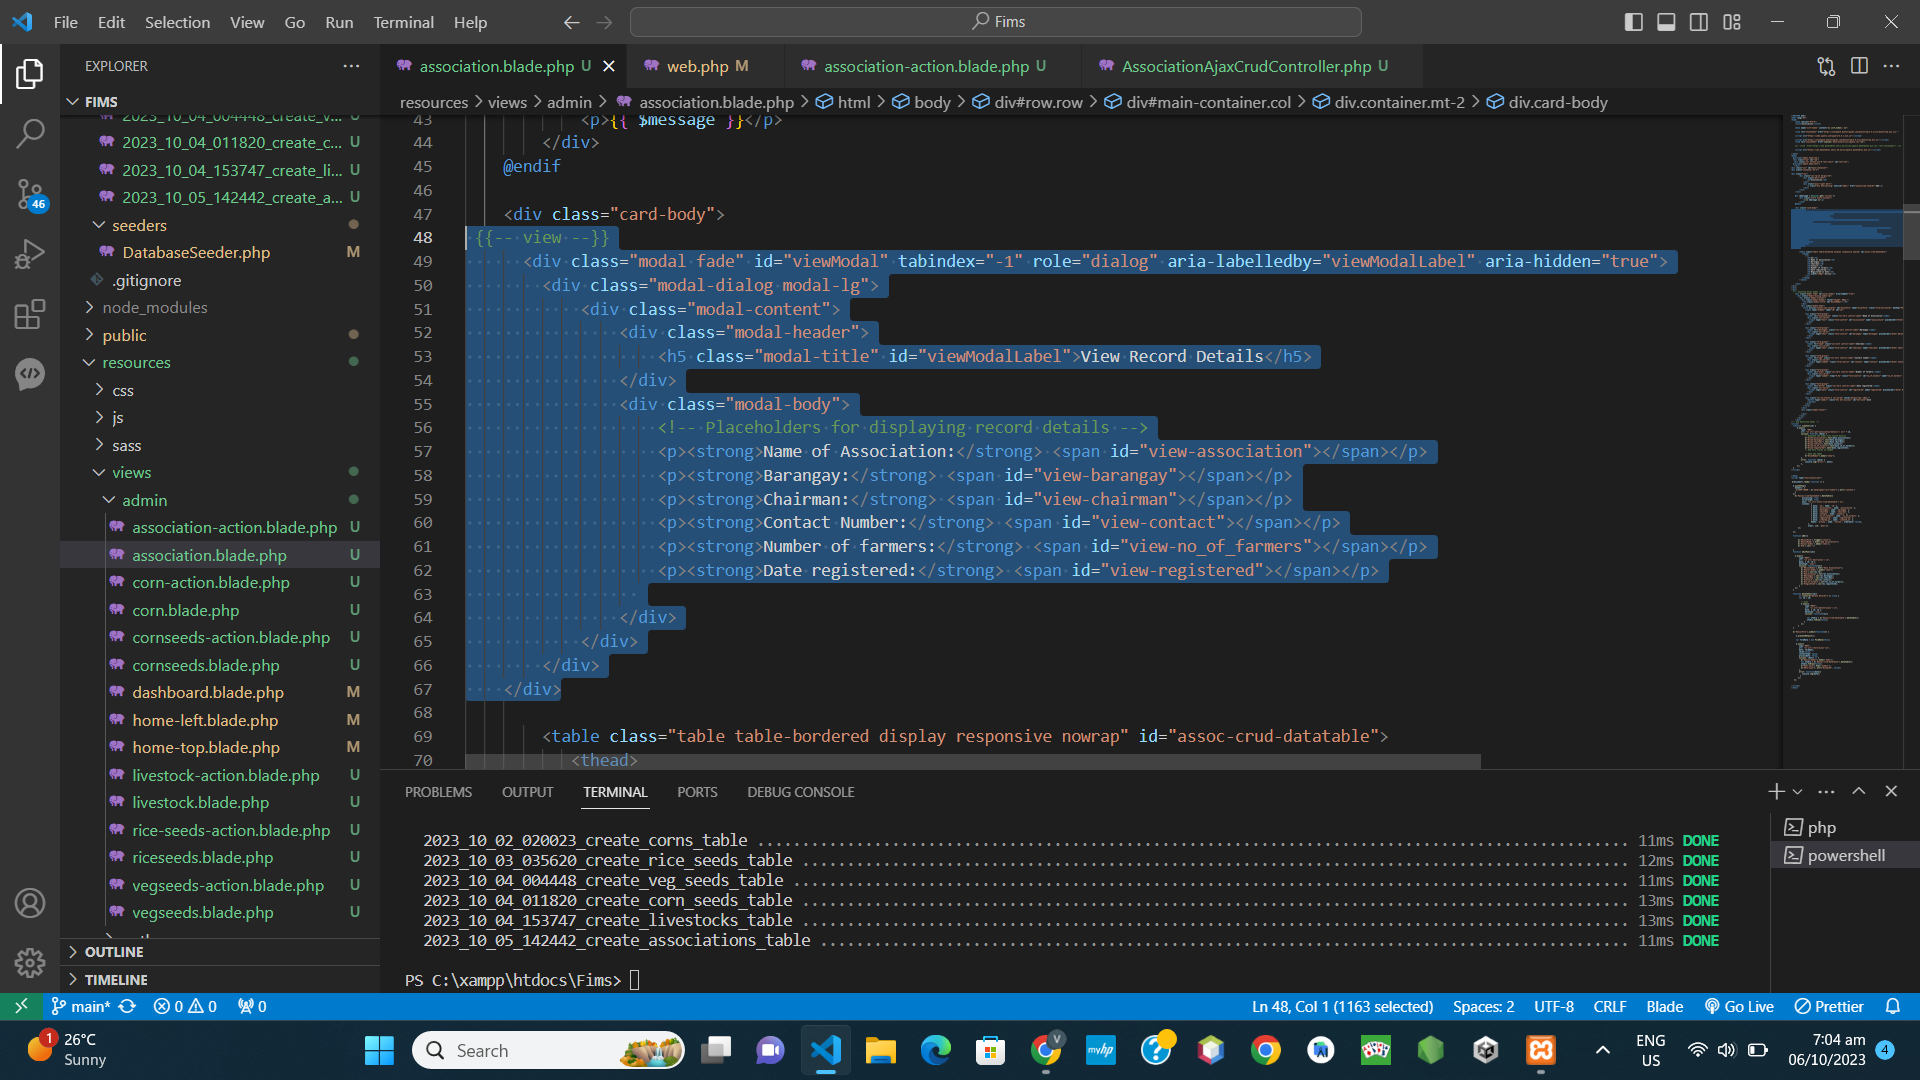 File Edit Selection View Go Run Terminal Help
Fims
EXPLORER
FIMS
2023_10_04_004448_create_v... U
2023_10_04_011820_create_c... U
2023_10_04_153747_create_li... U
2023_10_05_142442_create_a... U
seeders
DatabaseSeeder.php M
.gitignore
node_modules
public
resources
css
js
sass
views
admin
association-action.blade.php U
association.blade.php U
corn-action.blade.php U
corn.blade.php U
cornseeds-action.blade.php U
cornseeds.blade.php U
dashboard.blade.php M
home-left.blade.php M
home-top.blade.php M
livestock-action.blade.php U
livestock.blade.php U
rice-seeds-action.blade.php U
riceseeds.blade.php U
vegseeds-action.blade.php U
vegseeds.blade.php U
OUTLINE
TIMELINE
46
association.blade.php U web.php M association-action.blade.php U AssociationAjaxCrudController.php U
resources > views > admin > association.blade.php > html > body > div#row.row > div#main-container.col > div.container.mt-2 > div.card-body
43 <p>{{ $message }}</p>
44 </div>
45 @endif
46
47 <div class="card-body">
48 {{-- view --}}
49 <div class="modal fade" id="viewModal" tabindex="-1" role="dialog" aria-labelledby="viewModalLabel" aria-hidden="true">
50 <div class="modal-dialog modal-lg">
51 <div class="modal-content">
52 <div class="modal-header">
53 <h5 class="modal-title" id="viewModalLabel">View Record Details</h5>
54 </div>
55 <div class="modal-body">
56 <!-- Placeholders for displaying record details -->
57 <p><strong>Name of Association:</strong> <span id="view-association"></span></p>
58 <p><strong>Barangay:</strong> <span id="view-barangay"></span></p>
59 <p><strong>Chairman:</strong> <span id="view-chairman"></span></p>
60 <p><strong>Contact Number:</strong> <span id="view-contact"></span></p>
61 <p><strong>Number of farmers:</strong> <span id="view-no_of_farmers"></span></p>
62 <p><strong>Date registered:</strong> <span id="view-registered"></span></p>
63
64 </div>
65 </div>
66 </div>
67 </div>
68
69 <table class="table table-bordered display responsive nowrap" id="assoc-crud-datatable">
70 <thead>
PROBLEMS OUTPUT TERMINAL PORTS DEBUG CONSOLE
2023_10_02_020023_create_corns_table 11ms DONE
2023_10_03_035620_create_rice_seeds_table 12ms DONE
2023_10_04_004448_create_veg_seeds_table 11ms DONE
2023_10_04_011820_create_corn_seeds_table 13ms DONE
2023_10_04_153747_create_livestocks_table 13ms DONE
2023_10_05_142442_create_associations_table 11ms DONE
PS C:\xampp\htdocs\Fims>
php
powershell
main* 0 0 0 Ln 48, Col 1 (1163 selected) Spaces: 2 UTF-8 CRLF Blade Go Live Prettier
1
26°C
Sunny
Search
V
myhp
ENG
US
7:04 am
06/10/2023
4